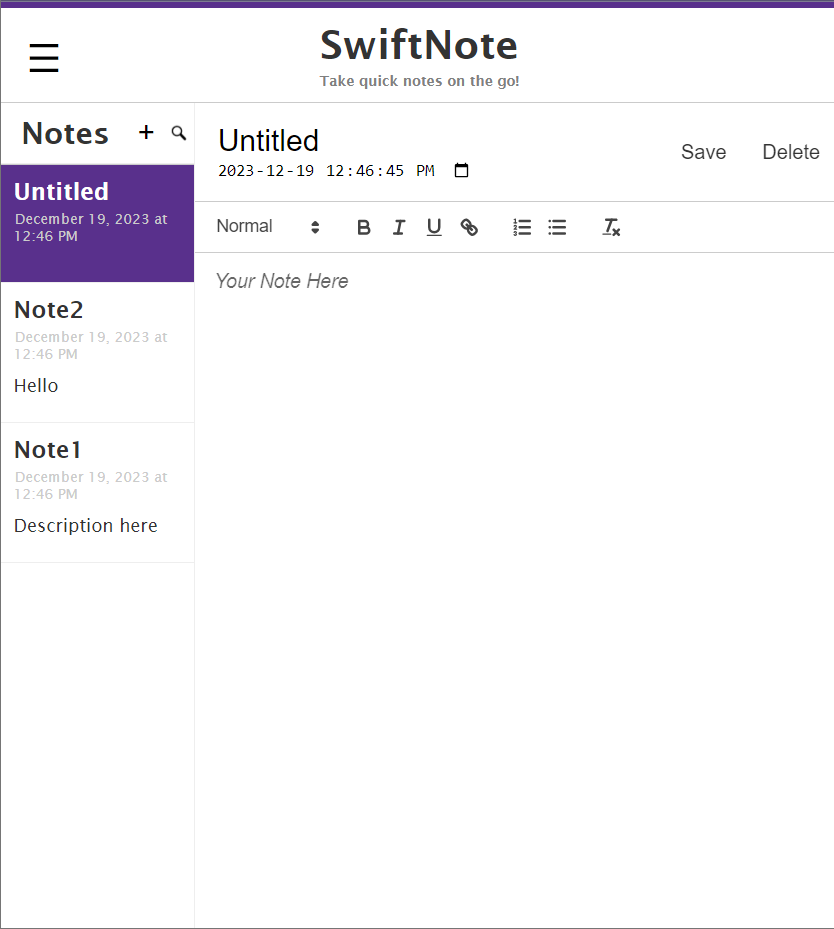 SwiftNote
Take quick notes on the go!
Notes
Untitled
December 19, 2023 at
12:46 PM
Note2
December 19, 2023 at
12:46 PM
Hello
Note1
December 19, 2023 at
12:46 PM
Description here
Untitled
2023-12-19 12:46:45 PM
Save Delete
Normal
Your Note Here